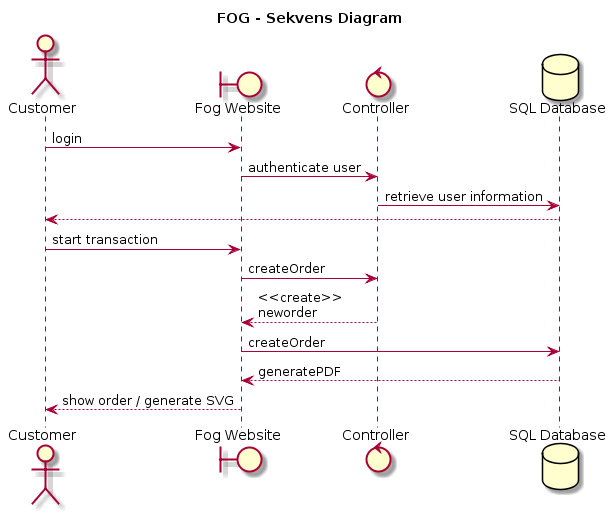 FOG - Sekvens Diagram
Customer
Fog Website
Controller
SQL Database
login
authenticate user
retrieve user information
start transaction
createOrder
<<create>>
neworder
createOrder
generatePDF
show order / generate SVG
Customer
Fog Website
Controller
SQL Database